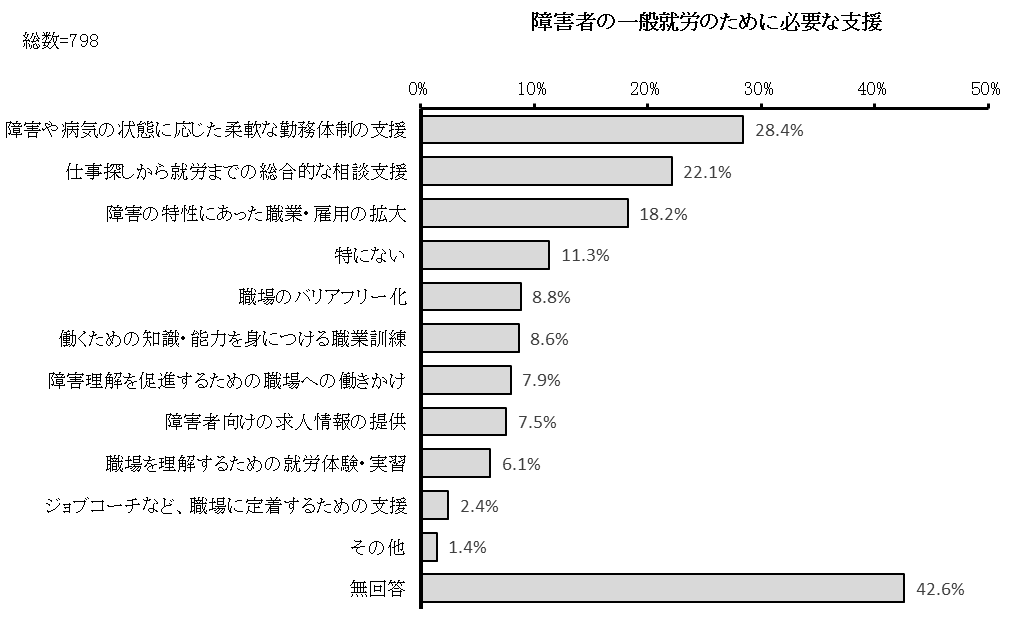 障害者の一般就労のために必要な支援
総数=798
0% 10% 20% 30% 40% 50%
障害や病気の状態に応じた柔軟な勤務体制の支援 28.4%
仕事探しから就労までの総合的な相談支援 22.1%
障害の特性にあった職業・雇用の拡大 18.2%
特にない 11.3%
職場のバリアフリー化 8.8%
働くための知識・能力を身につける職業訓練 8.6%
障害理解を促進するための職場への働きかけ 7.9%
障害者向けの求人情報の提供 7.5%
職場を理解するための就労体験・実習 6.1%
ジョブコーチなど、職場に定着するための支援 2.4%
その他 1.4%
無回答 42.6%